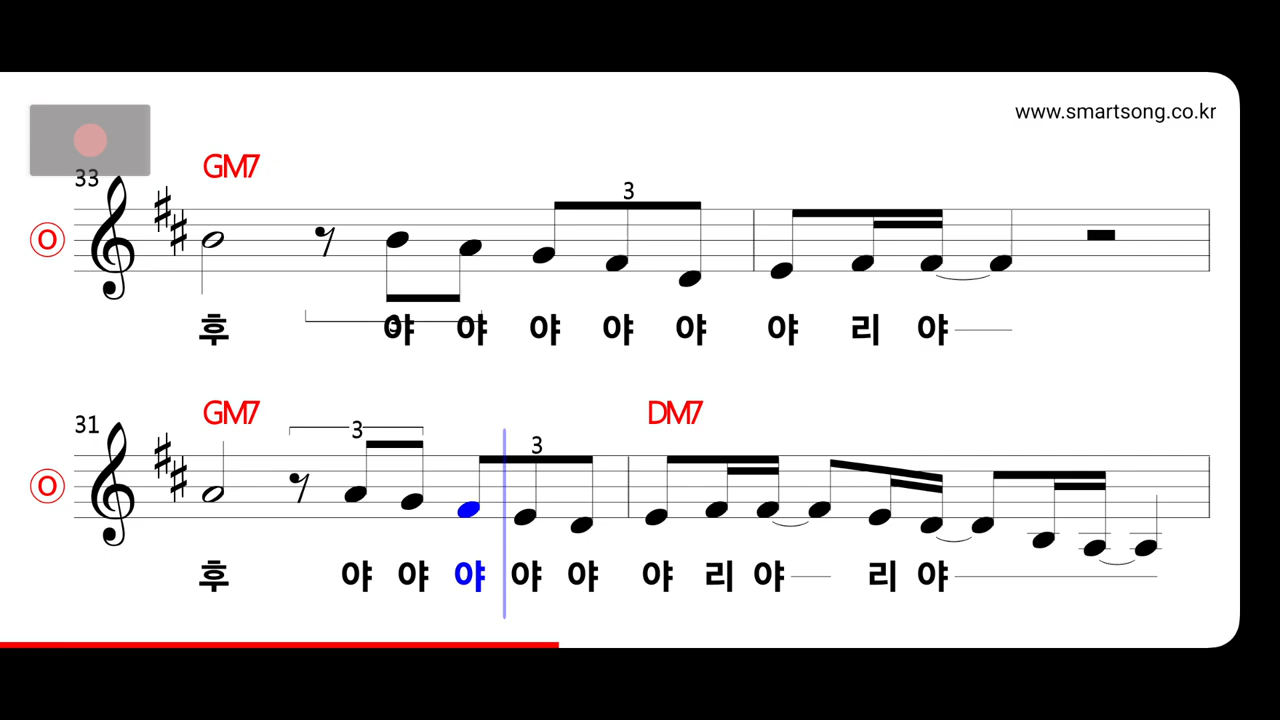 www.smartsong.co.kr
33
GM7
3
O
3
후 야 야 야 야 야 야 리 야
31
GM7
DM7
3
3
O
후 야 야 야 야 야 야 리 야 리 야